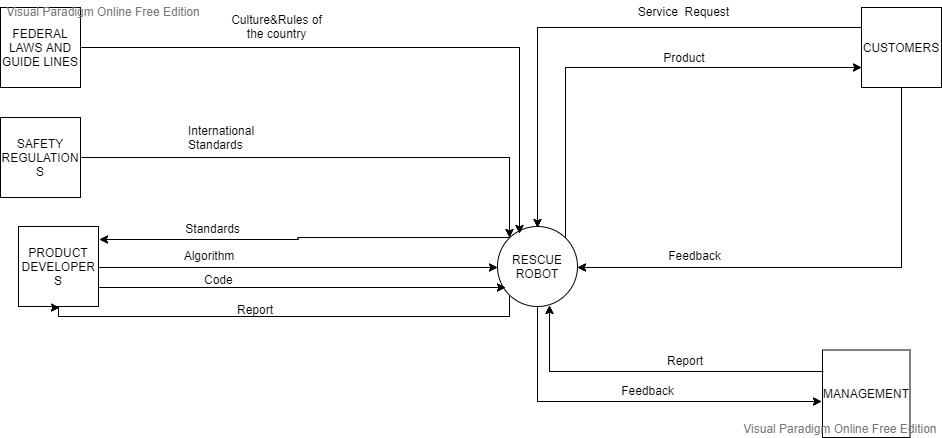 Visual Paradigm Online Free Edition
FEDERAL
LAWS AND
GUIDE LINES
Culture&Rules of
the country
Service Request
CUSTOMERS
Product
SAFETY
REGULATION
S
International
Standards
PRODUCT
DEVELOPER
S
Standards
Algorithm
Code
Report
RESCUE
ROBOT
Feedback
Report
Feedback
MANAGEMENT
Visual Paradigm Online Free Edition